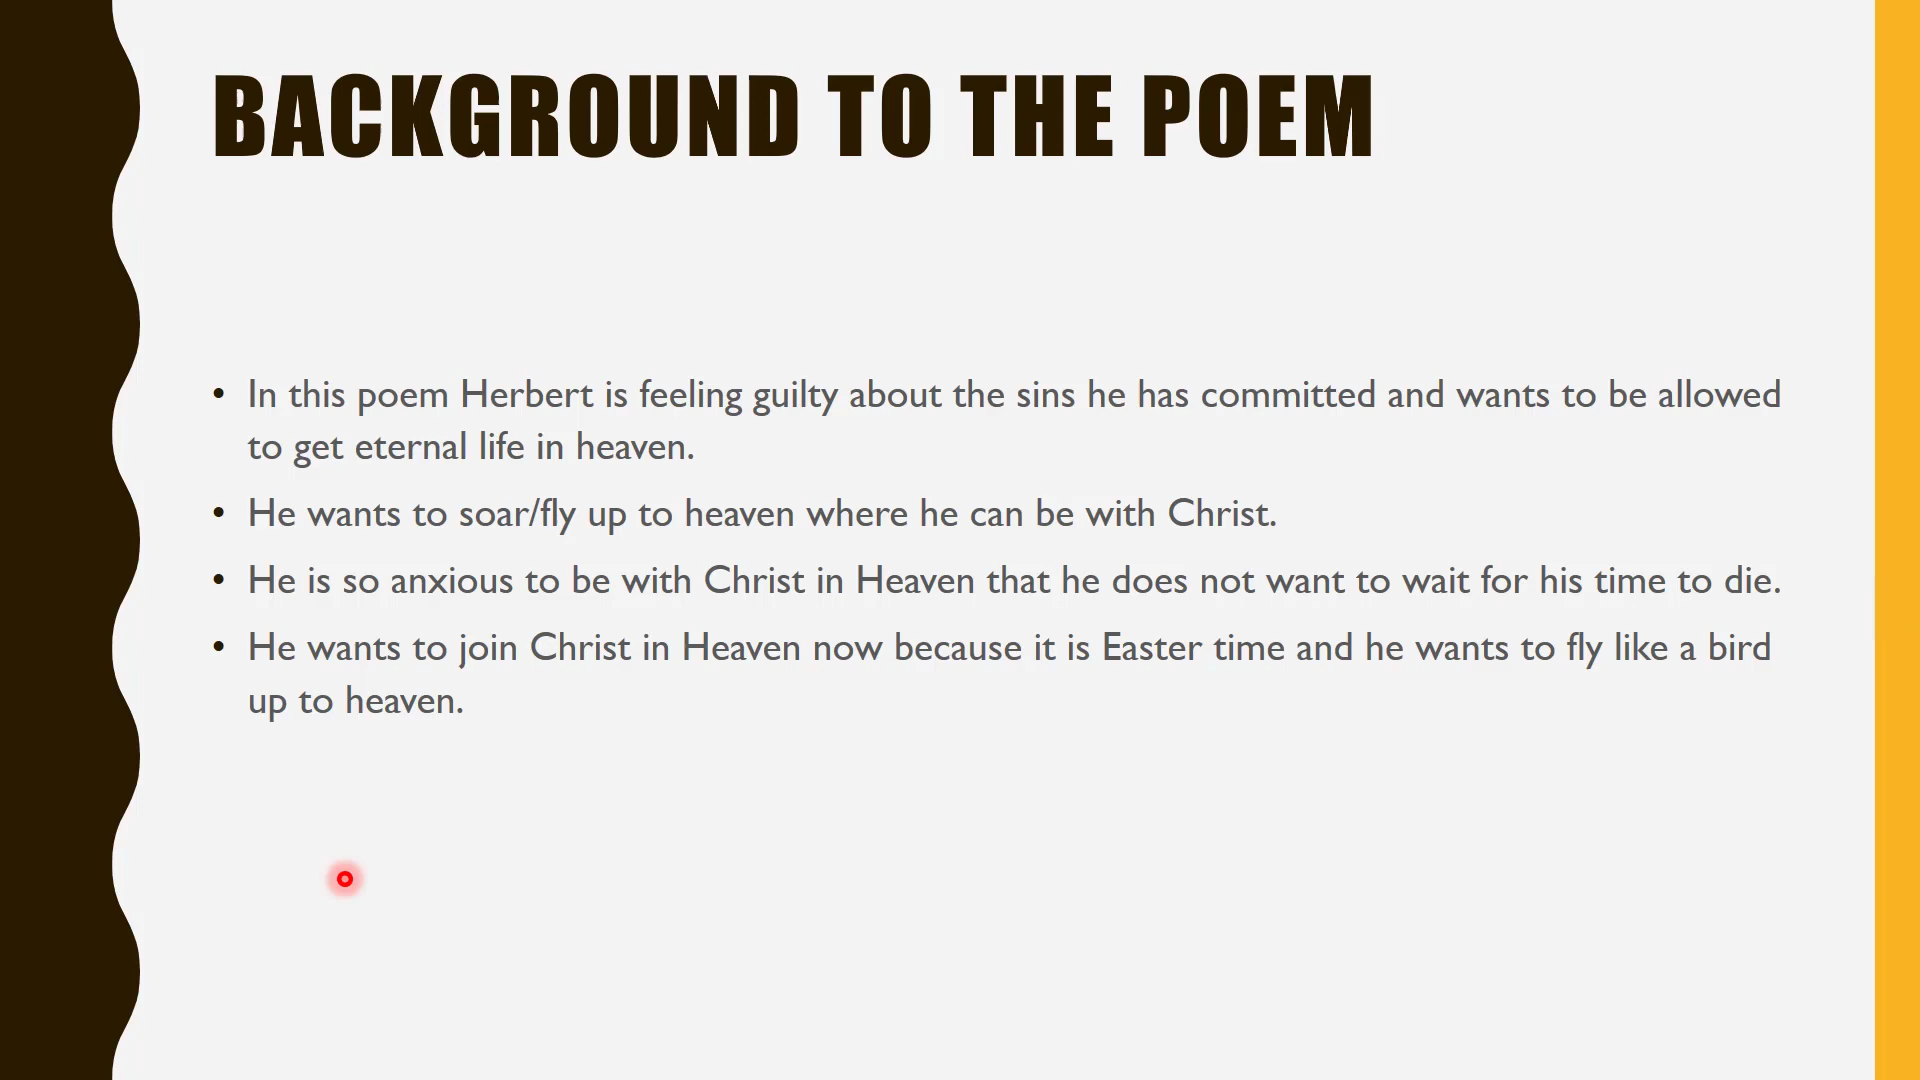 BACKGROUND TO THE POEM
• In this poem Herbert is feeling guilty about the sins he has committed and wants to be allowed
to get eternal life in heaven.
• He wants to soar/fly up to heaven where he can be with Christ.
• He is so anxious to be with Christ in Heaven that he does not want to wait for his time to die.
• He wants to join Christ in Heaven now because it is Easter time and he wants to fly like a bird
up to heaven.